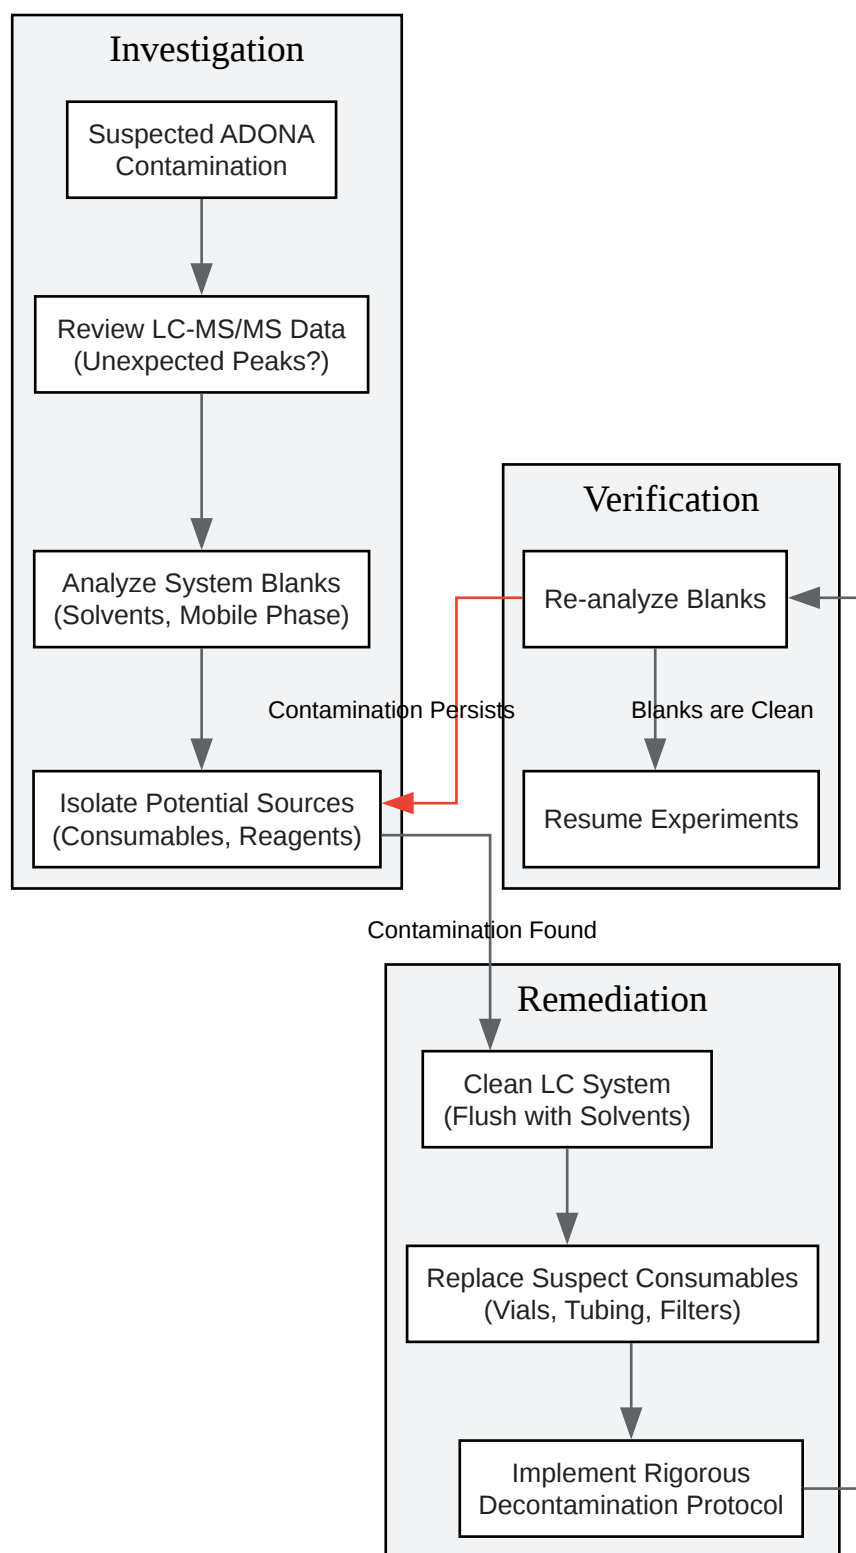 Investigation
Suspected ADONA
Contamination
Review LC-MS/MS Data
(Unexpected Peaks?)
Analyze System Blanks
(Solvents, Mobile Phase)
Isolate Potential Sources
(Consumables, Reagents)
Contamination Persists
Verification
Re-analyze Blanks
Blanks are Clean
Resume Experiments
Contamination Found
Remediation
Clean LC System
(Flush with Solvents)
Replace Suspect Consumables
(Vials, Tubing, Filters)
Implement Rigorous
Decontamination Protocol